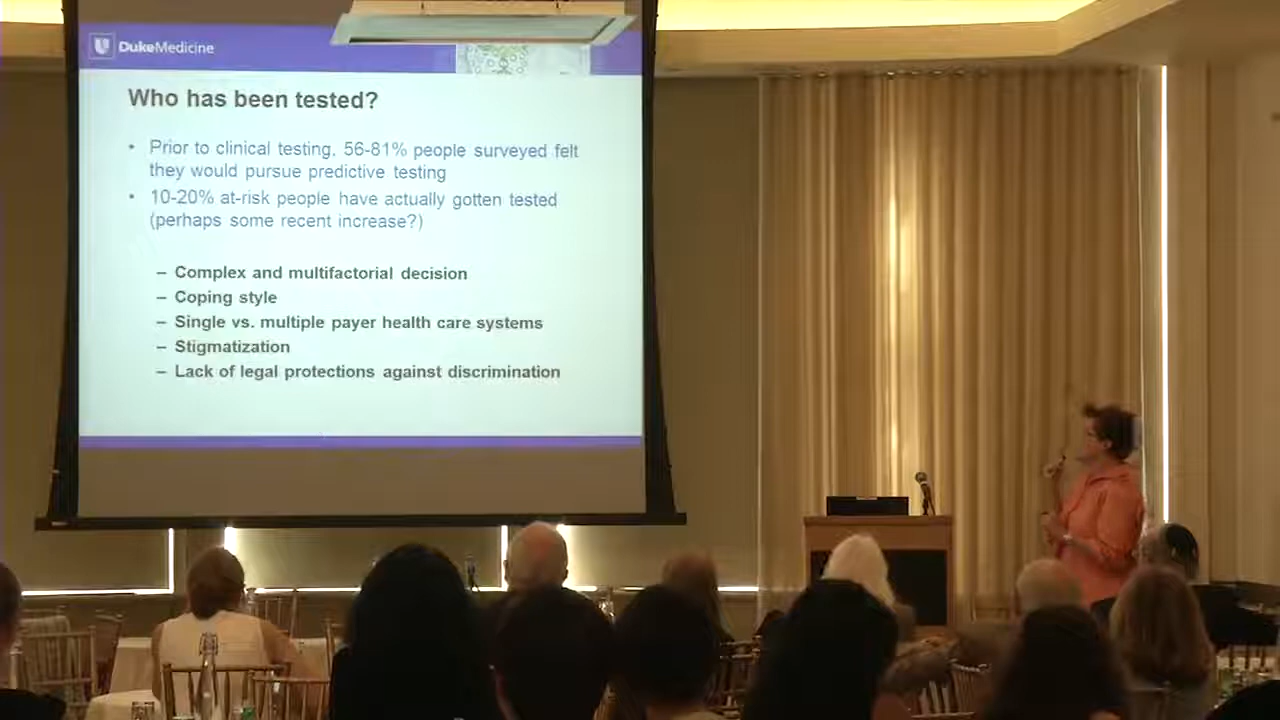 DukeMedicine
Who has been tested?
• Prior to clinical testing, 56-81% people surveyed felt
they would pursue predictive testing
• 10-20% at-risk people have actually gotten tested
(perhaps some recent increase?)
– Complex and multifactorial decision
– Coping style
– Single vs. multiple payer health care systems
– Stigmatization
– Lack of legal protections against discrimination